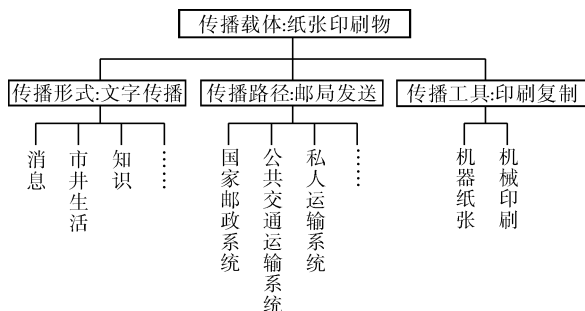 传播载体:纸张印刷物
传播形式:文字传播
传播路径:邮局发送
传播工具:印刷复制
消息
市井生活
知识
……
国家邮政系统
公共交通运输系统
私人运输系统
……
机器纸张
机械印刷